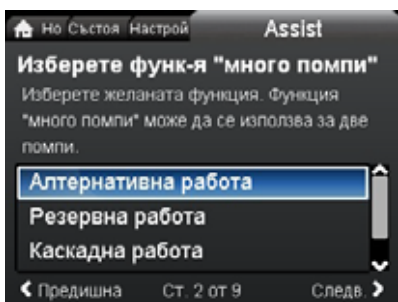 Но Състоя Настрой Assist
Изберете функ-я "много помпи"
Изберете желаната функция. Функция
"много помпи" може да се използва за две
помпи.
Алтернативна работа
Резервна работа
Каскадна работа
Предишна Ст. 2 от 9 Следв.